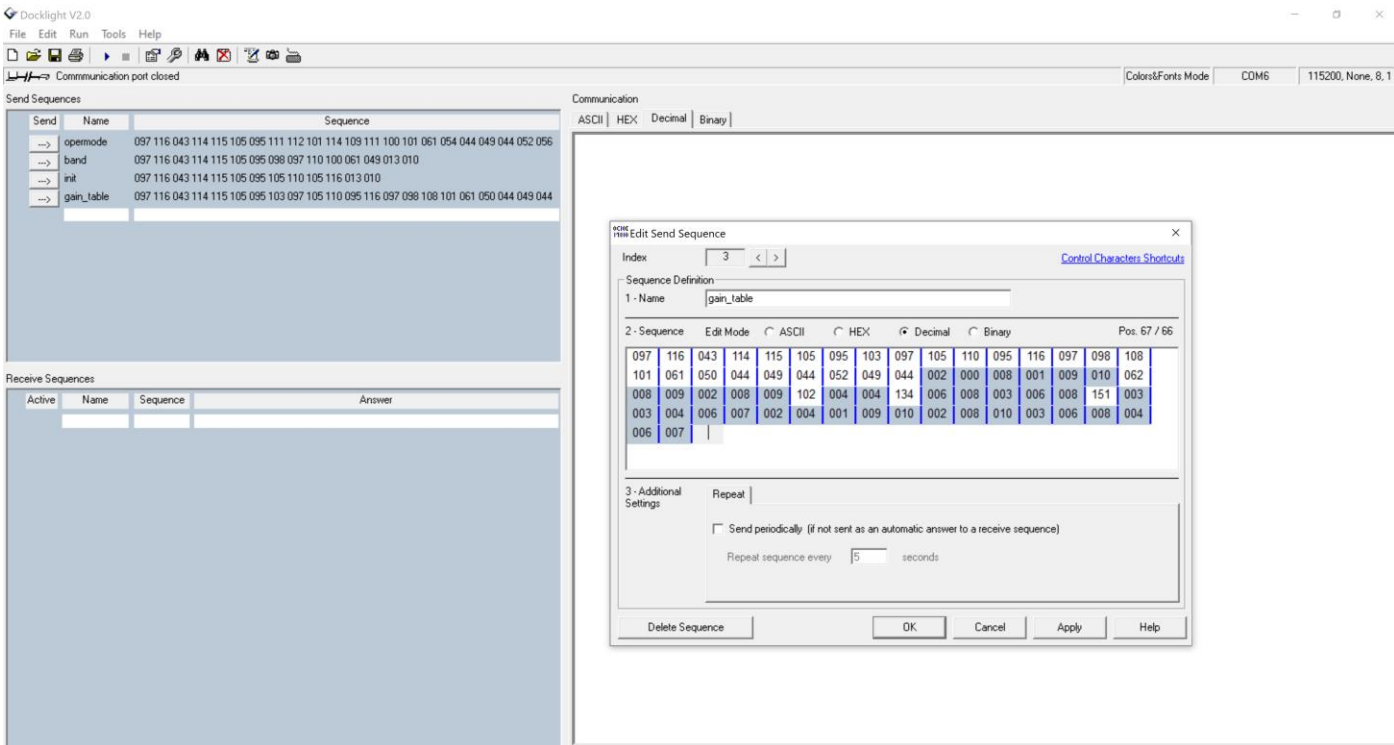 Docklight V2.0
File Edit Run Tools Help
Commmunication port closed
Colors&Fonts Mode COM6 115200, None, 8, 1
Send Sequences
Send Name Sequence
---> opermode 097 116 043 114 115 105 095 111 112 101 114 109 111 100 101 061 054 044 049 044 052 056
---> band 097 116 043 114 115 105 095 098 097 110 100 061 049 013 010
---> init 097 116 043 114 115 105 095 105 110 105 116 013 010
---> gain_table 097 116 043 114 115 105 095 103 097 105 110 095 116 097 098 108 101 061 050 044 049 044
Receive Sequences
Active Name Sequence Answer
Communication
ASCII HEX Decimal Binary
Edit Send Sequence
Index 3 < > Control Characters Shortcuts
Sequence Definition
1 - Name gain_table
2 - Sequence Edit Mode ASCII HEX Decimal Binary Pos. 67 / 66
097 116 043 114 115 105 095 103 097 105 110 095 116 097 098 108
101 061 050 044 049 044 052 049 044 002 000 008 001 009 010 062
008 009 002 008 009 102 004 004 134 006 008 003 006 008 151 003
003 004 006 007 002 004 001 009 010 002 008 010 003 006 008 004
006 007
3 - Additional
Settings
Repeat
Send periodically (if not sent as an automatic answer to a receive sequence)
Repeat sequence every 5 seconds
Delete Sequence OK Cancel Apply Help